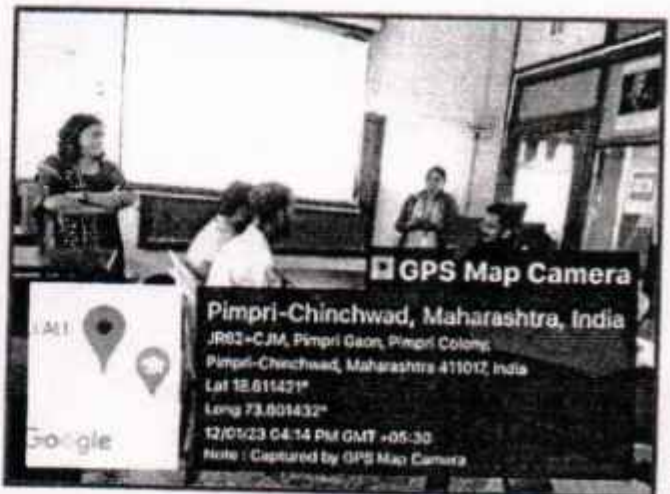 GPS Map Camera
Pimpri-Chinchwad, Maharashtra, India
JR63+CJM, Pimpri Gaon, Pimpri Colony,
Pimpri-Chinchwad, Maharashtra 411017, India
Lat 18.611421°
Long 73.801432°
12/01/23 04:14 PM GMT +05:30
Note : Captured by GPS Map Camera
Google